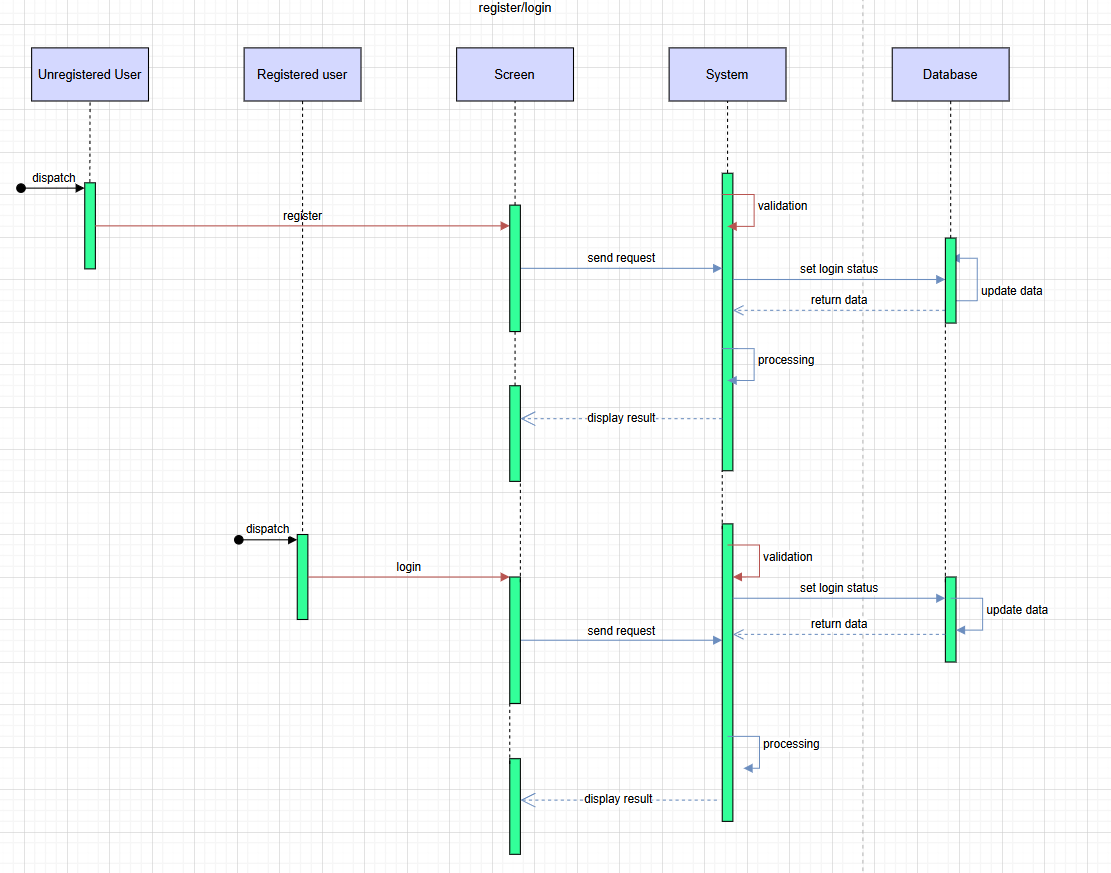 register/login
Unregistered User
Registered user
Screen
System
Database
dispatch
validation
register
send request
set login status
update data
return data
processing
display result
dispatch
validation
login
set login status
update data
return data
send request
processing
display result